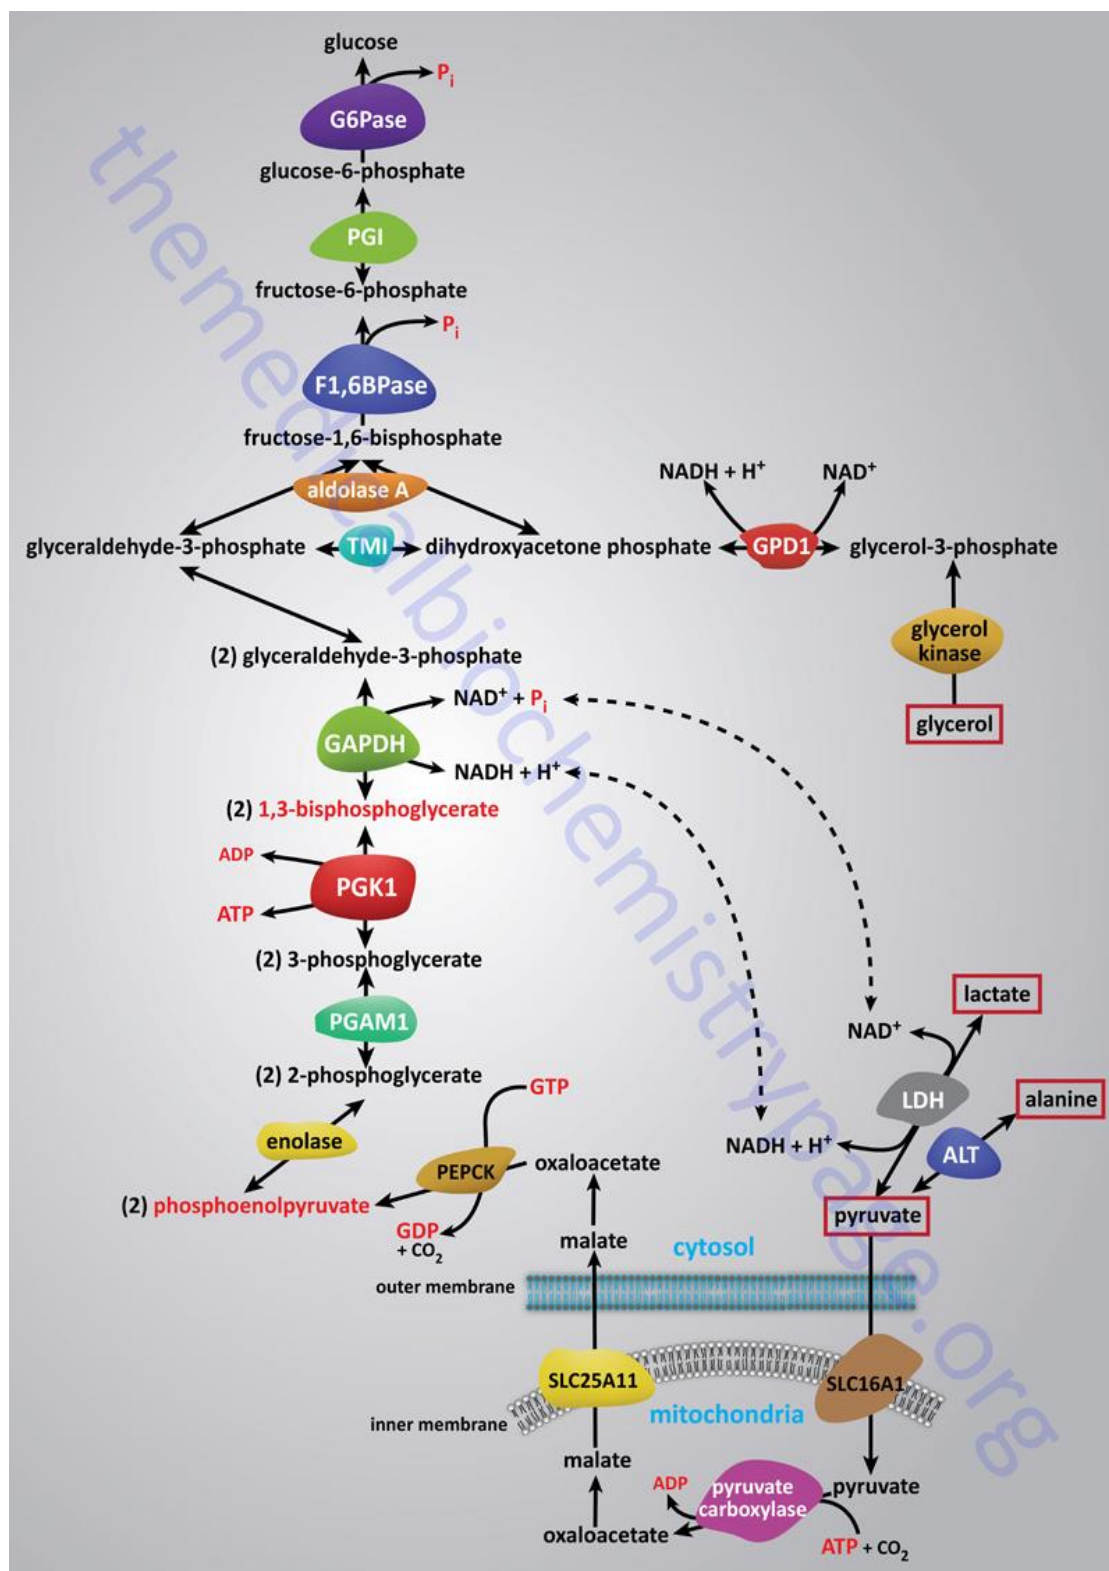 glucose
Pi
G6Pase
glucose-6-phosphate
PGI
fructose-6-phosphate
Pi
F1,6BPase
fructose-1,6-bisphosphate
aldolase A
NADH + H+
NAD+
glyceraldehyde-3-phosphate
TMI
dihydroxyacetone phosphate
GPD1
glycerol-3-phosphate
glycerol
kinase
glycerol
(2) glyceraldehyde-3-phosphate
NAD+ + Pi
GAPDH
NADH + H+
(2) 1,3-bisphosphoglycerate
ADP
PGK1
ATP
(2) 3-phosphoglycerate
PGAM1
(2) 2-phosphoglycerate
lactate
NAD+
LDH
alanine
NADH + H+
ALT
pyruvate
GTP
enolase
PEPCK
oxaloacetate
(2) phosphoenolpyruvate
GDP
+ CO2
malate
cytosol
outer membrane
SLC25A11
SLC16A1
inner membrane
mitochondria
malate
ADP
pyruvate
carboxylase
pyruvate
oxaloacetate
ATP + CO2
themedicalbiochemistrypage.org